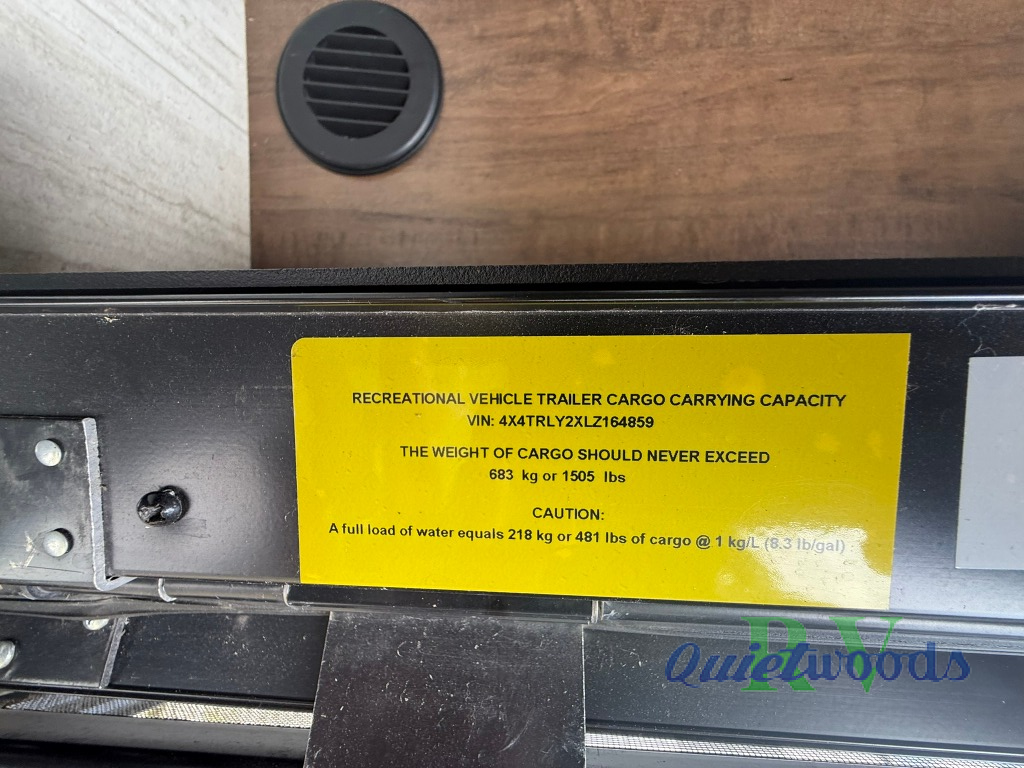 RECREATIONAL VEHICLE TRAILER CARGO CARRYING CAPACITY
VIN: 4X4TRLY2XLZ164859
THE WEIGHT OF CARGO SHOULD NEVER EXCEED
683 kg or 1505 lbs
CAUTION:
A full load of water equals 218 kg or 481 lbs of cargo @ 1 kg/L (8.3 lb/gal)
RV
Quietwoods